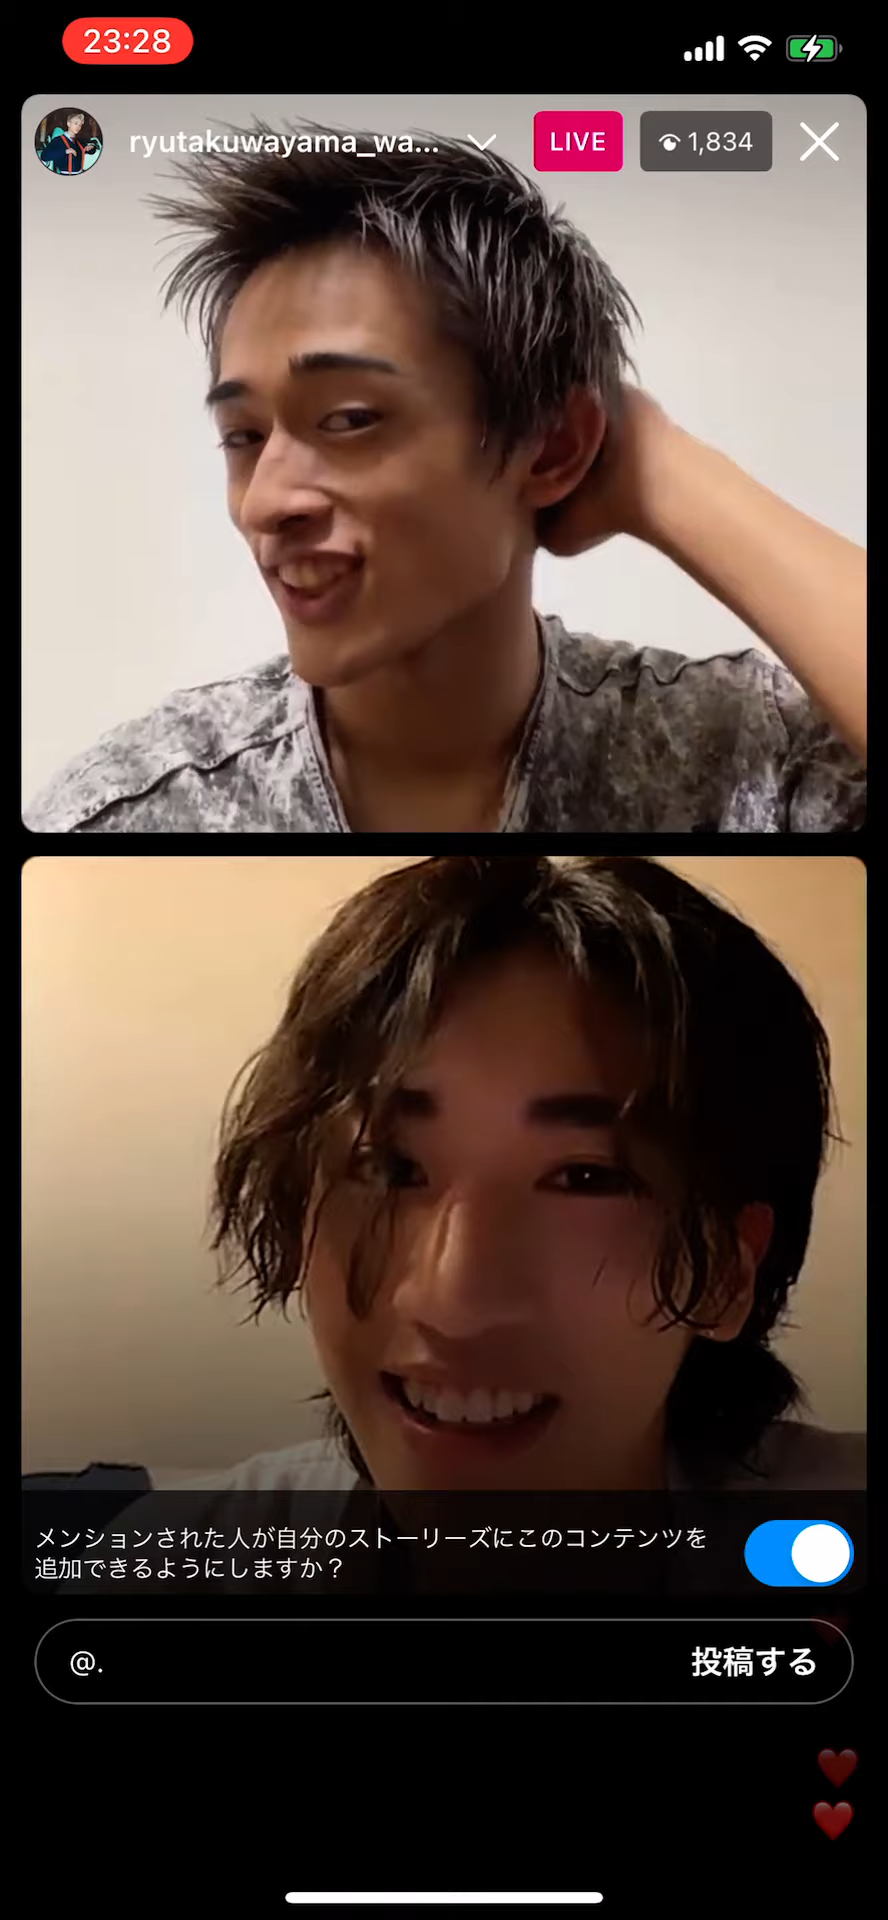 23:28
ryutakuwayama_wa...
LIVE
1,834
メンションされた人が自分のストーリーズにこのコンテンツを
追加できるようにしますか？
@.
投稿する